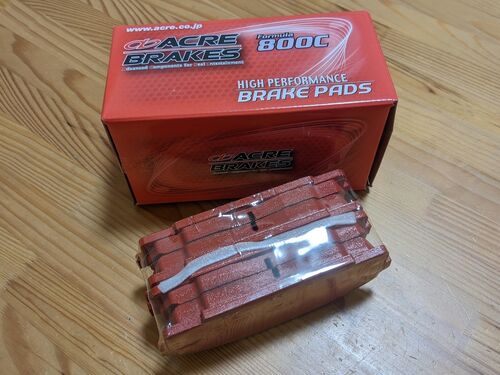 www.acre.co.jp
ACRE
BRAKES
Formula
800C
HIGH PERFORMANCE
BRAKE PADS
ACRE
BRAKES